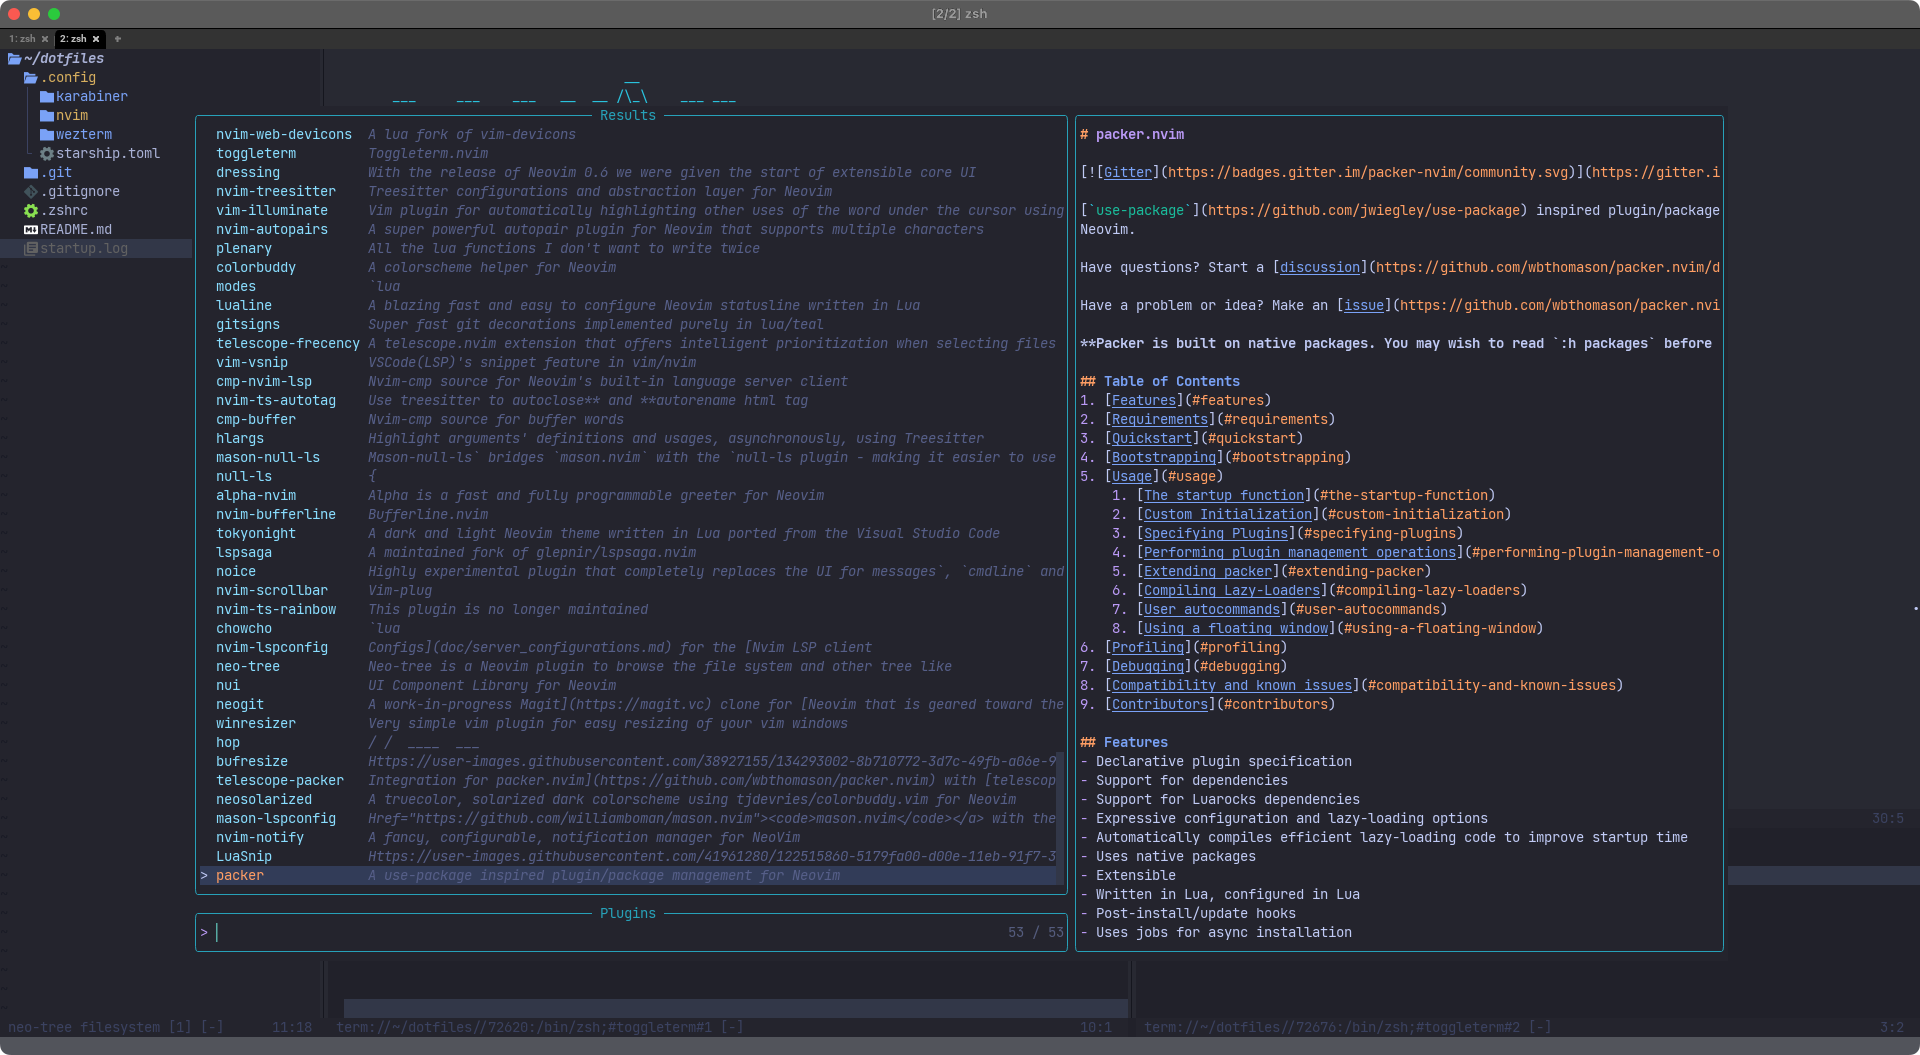 [2/2] zsh
1: zsh × 2: zsh × +
~/dotfiles
.config
karabiner
nvim
wezterm
starship.toml
.git
.gitignore
.zshrc
README.md
startup.log
Results
nvim-web-devicons A lua fork of vim-devicons
toggleterm Toggleterm.nvim
dressing With the release of Neovim 0.6 we were given the start of extensible core UI
nvim-treesitter Treesitter configurations and abstraction layer for Neovim
vim-illuminate Vim plugin for automatically highlighting other uses of the word under the cursor using
nvim-autopairs A super powerful autopair plugin for Neovim that supports multiple characters
plenary All the lua functions I don't want to write twice
colorbuddy A colorscheme helper for Neovim
modes `lua
lualine A blazing fast and easy to configure Neovim statusline written in Lua
gitsigns Super fast git decorations implemented purely in lua/teal
telescope-frecency A telescope.nvim extension that offers intelligent prioritization when selecting files
vim-vsnip VSCode(LSP)'s snippet feature in vim/nvim
cmp-nvim-lsp Nvim-cmp source for Neovim's built-in language server client
nvim-ts-autotag Use treesitter to autoclose** and **autorename html tag
cmp-buffer Nvim-cmp source for buffer words
hlargs Highlight arguments' definitions and usages, asynchronously, using Treesitter
mason-null-ls Mason-null-ls` bridges `mason.nvim` with the `null-ls plugin - making it easier to use
null-ls {
alpha-nvim Alpha is a fast and fully programmable greeter for Neovim
nvim-bufferline Bufferline.nvim
tokyonight A dark and light Neovim theme written in Lua ported from the Visual Studio Code
lspsaga A maintained fork of glepnir/lspsaga.nvim
noice Highly experimental plugin that completely replaces the UI for messages`, `cmdline` and
nvim-scrollbar Vim-plug
nvim-ts-rainbow This plugin is no longer maintained
chowcho `lua
nvim-lspconfig Configs](doc/server_configurations.md) for the [Nvim LSP client
neo-tree Neo-tree is a Neovim plugin to browse the file system and other tree like
nui UI Component Library for Neovim
neogit A work-in-progress Magit](https://magit.vc) clone for [Neovim that is geared toward the
winresizer Very simple vim plugin for easy resizing of your vim windows
hop / / ____ ___
bufresize Https://user-images.githubusercontent.com/38927155/134293002-8b710772-3d7c-49fb-a06e-9
telescope-packer Integration for packer.nvim](https://github.com/wbthomason/packer.nvim) with [telescop
neosolarized A truecolor, solarized dark colorscheme using tjdevries/colorbuddy.vim for Neovim
mason-lspconfig Href="https://github.com/williamboman/mason.nvim"><code>mason.nvim</code></a> with the
nvim-notify A fancy, configurable, notification manager for NeoVim
LuaSnip Https://user-images.githubusercontent.com/41961280/122515860-5179fa00-d00e-11eb-91f7-3
> packer A use-package inspired plugin/package management for Neovim
Plugins
> 53 / 53
# packer.nvim
[![Gitter](https://badges.gitter.im/packer-nvim/community.svg)](https://gitter.i
[`use-package`](https://github.com/jwiegley/use-package) inspired plugin/package
Neovim.
Have questions? Start a [discussion](https://github.com/wbthomason/packer.nvim/d
Have a problem or idea? Make an [issue](https://github.com/wbthomason/packer.nvi
**Packer is built on native packages. You may wish to read `:h packages` before
## Table of Contents
1. [Features](#features)
2. [Requirements](#requirements)
3. [Quickstart](#quickstart)
4. [Bootstrapping](#bootstrapping)
5. [Usage](#usage)
1. [The startup function](#the-startup-function)
2. [Custom Initialization](#custom-initialization)
3. [Specifying Plugins](#specifying-plugins)
4. [Performing plugin management operations](#performing-plugin-management-o
5. [Extending packer](#extending-packer)
6. [Compiling Lazy-Loaders](#compiling-lazy-loaders)
7. [User autocommands](#user-autocommands)
8. [Using a floating window](#using-a-floating-window)
6. [Profiling](#profiling)
7. [Debugging](#debugging)
8. [Compatibility and known issues](#compatibility-and-known-issues)
9. [Contributors](#contributors)
## Features
- Declarative plugin specification
- Support for dependencies
- Support for Luarocks dependencies
- Expressive configuration and lazy-loading options
- Automatically compiles efficient lazy-loading code to improve startup time
- Uses native packages
- Extensible
- Written in Lua, configured in Lua
- Post-install/update hooks
- Uses jobs for async installation
30:5
neo-tree filesystem [1] [-] 11:18 term://~/dotfiles//72620:/bin/zsh;#toggleterm#1 [-] 10:1 term://~/dotfiles//72676:/bin/zsh;#toggleterm#2 [-] 3:2